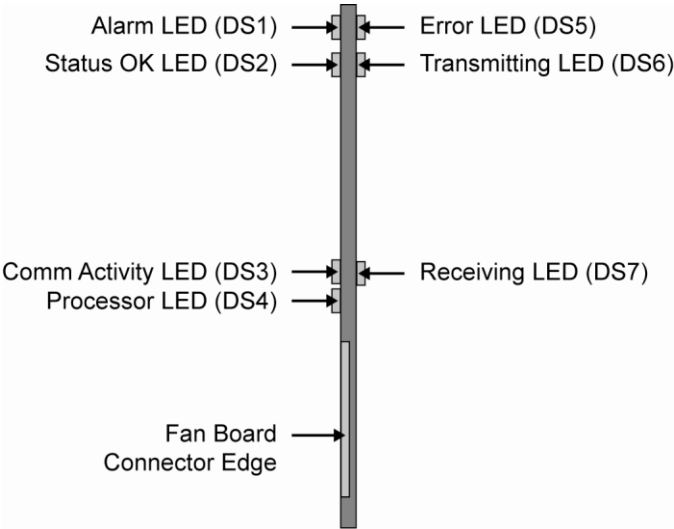 Alarm LED (DS1)
Error LED (DS5)
Status OK LED (DS2)
Transmitting LED (DS6)
Comm Activity LED (DS3)
Receiving LED (DS7)
Processor LED (DS4)
Fan Board
Connector Edge